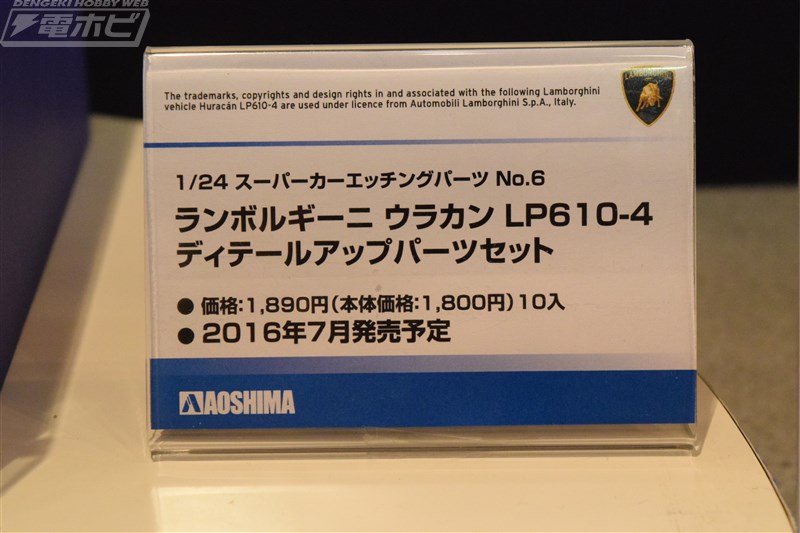 DENGEKI HOBBY WEB
電ホビ
The trademarks, copyrights and design rights in and associated with the following Lamborghini
vehicle Huracán LP610-4 are used under licence from Automobili Lamborghini S.p.A., Italy.
LAMBORGHINI
1/24 スーパーカーエッチングパーツ No.6
ランボルギーニ ウラカン LP610-4
ディテールアップパーツセット
● 価格:1,890円(本体価格:1,800円)10入
● 2016年7月発売予定
AOSHIMA